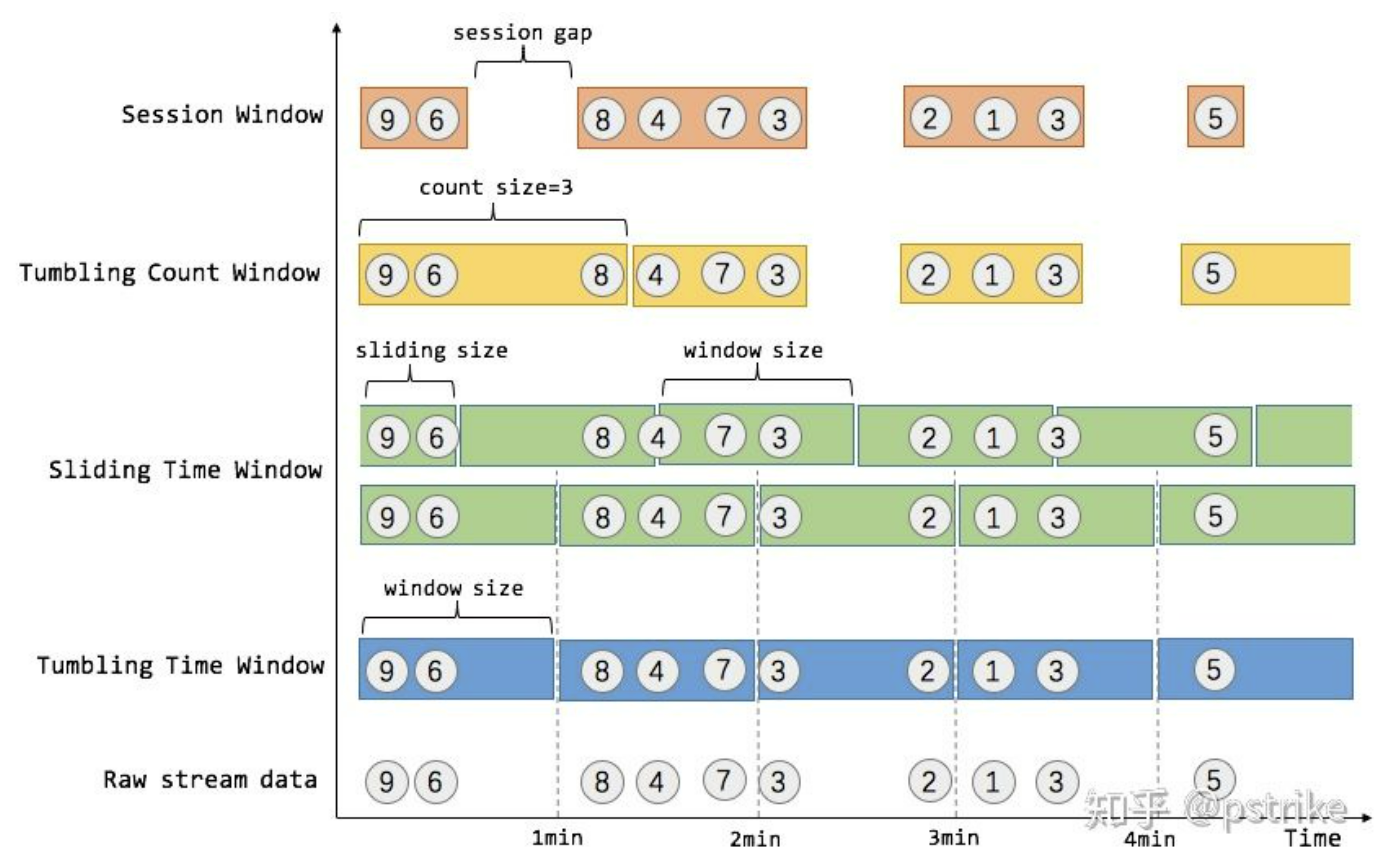 session gap
Session Window 9 6 8 4 7 3 2 1 3 5
count size=3
Tumbling Count Window 9 6 8 4 7 3 2 1 3 5
sliding size window size
9 6 8 4 7 3 2 1 3 5
Sliding Time Window
9 6 8 4 7 3 2 1 3 5
window size
Tumbling Time Window 9 6 8 4 7 3 2 1 3 5
Raw stream data 9 6 8 4 7 3 2 1 3 5
知乎 @pstrike
1min 2min 3min 4min Time